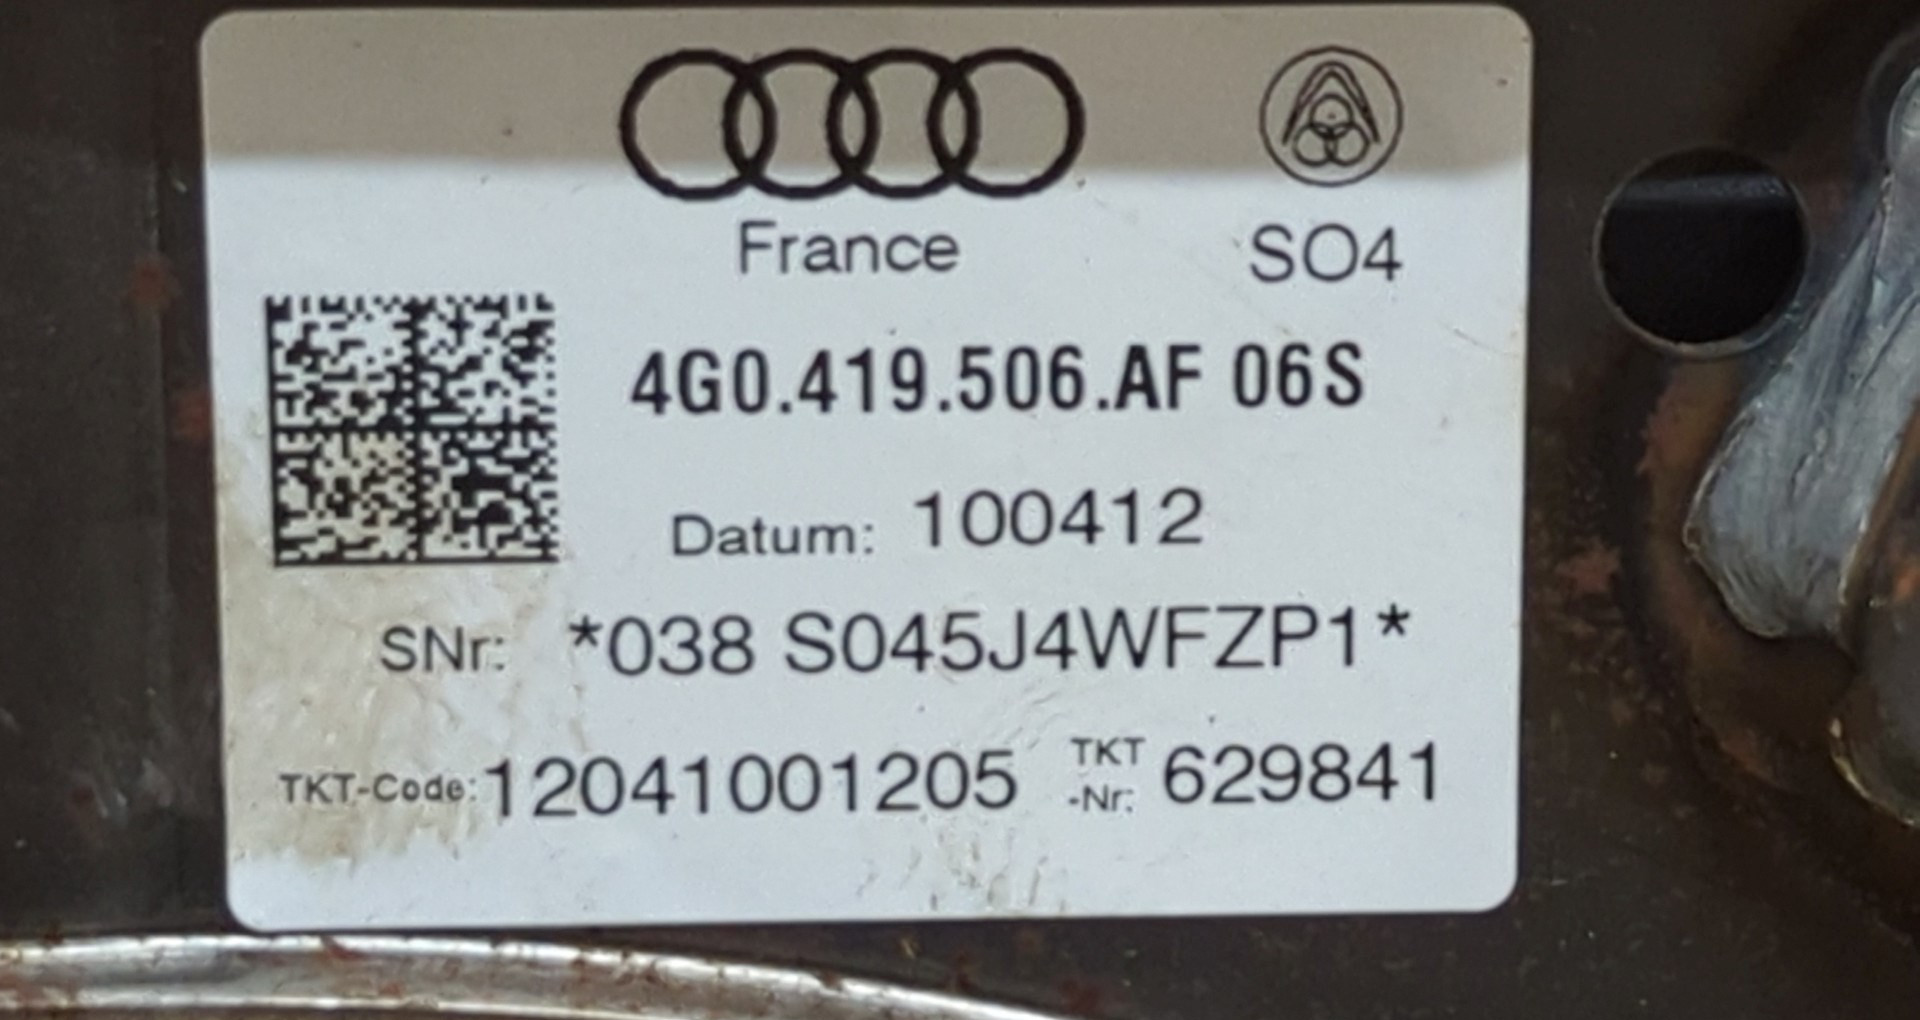 France SO4
4G0.419.506.AF 06S
Datum: 100412
SNr: *038 S045J4WFZP1*
TKT-Code: 12041001205 TKT -Nr: 629841